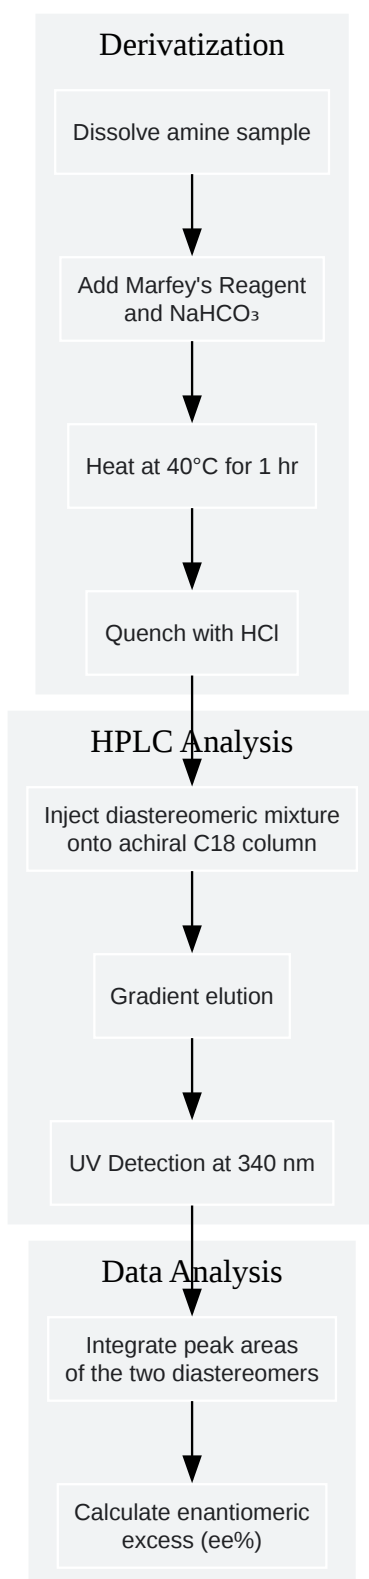 Derivatization
Dissolve amine sample
Add Marfey's Reagent
and NaHCO₃
Heat at 40°C for 1 hr
Quench with HCl
HPLC Analysis
Inject diastereomeric mixture
onto achiral C18 column
Gradient elution
UV Detection at 340 nm
Data Analysis
Integrate peak areas
of the two diastereomers
Calculate enantiomeric
excess (ee%)